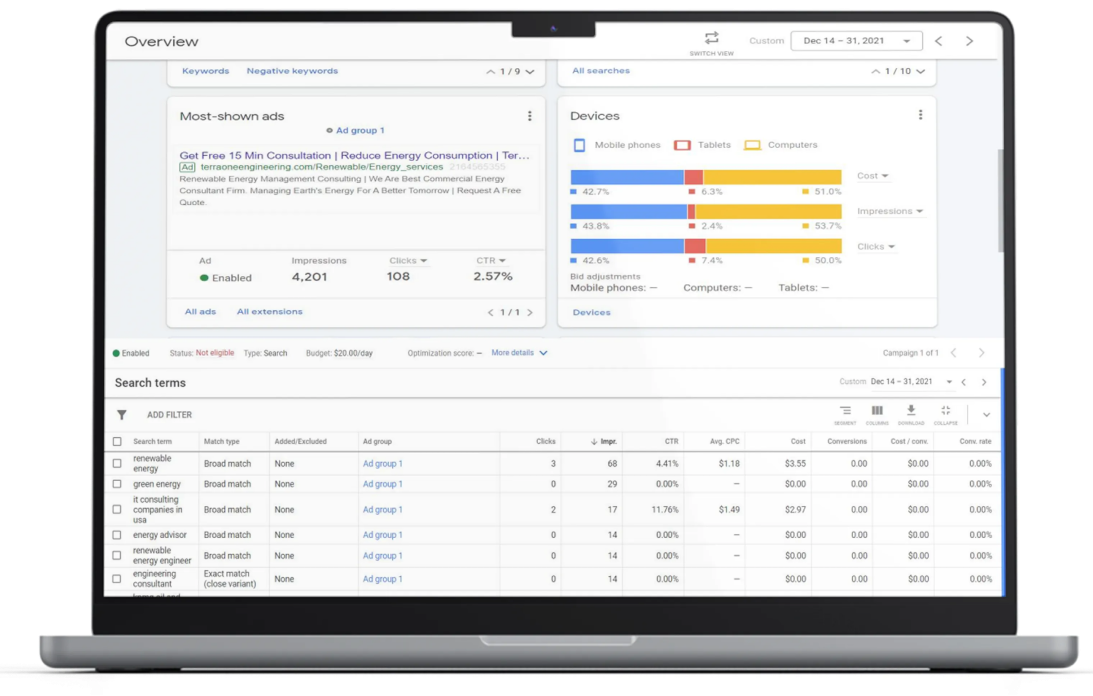 Overview
SWITCH VIEW
Custom Dec 14 – 31, 2021
Keywords Negative keywords 1 / 9
All searches 1 / 10
Most-shown ads
Ad group 1
Get Free 15 Min Consultation | Reduce Energy Consumption | Ter...
Ad terraoneengineering.com/Renewable/Energy_services
Renewable Energy Management Consulting | We Are Best Commercial Energy
Consultant Firm. Managing Earth's Energy For A Better Tomorrow | Request A Free
Quote.
Ad Impressions Clicks CTR
Enabled 4,201 108 2.57%
All ads All extensions < 1 / 1 >
Devices
Mobile phones Tablets Computers
Cost
42.7% 6.3% 51.0%
Impressions
43.8% 2.4% 53.7%
Clicks
42.6% 7.4% 50.0%
Bid adjustments
Mobile phones: – Computers: – Tablets: –
Devices
Enabled Status: Not eligible Type: Search Budget: $20.00/day Optimization score: – More details Campaign 1 of 1
Search terms Custom Dec 14 – 31, 2021
ADD FILTER
SEGMENT COLUMNS DOWNLOAD COLLAPSE
Search term Match type Added/Excluded Ad group Clicks Impr. CTR Avg. CPC Cost Conversions Cost / conv. Conv. rate
renewable
energy Broad match None Ad group 1 3 68 4.41% $1.18 $3.55 0.00 $0.00 0.00%
green energy Broad match None Ad group 1 0 29 0.00% – $0.00 0.00 $0.00 0.00%
it consulting
companies in Broad match None Ad group 1 2 17 11.76% $1.49 $2.97 0.00 $0.00 0.00%
usa
energy advisor Broad match None Ad group 1 0 14 0.00% – $0.00 0.00 $0.00 0.00%
renewable
energy engineer Broad match None Ad group 1 0 14 0.00% – $0.00 0.00 $0.00 0.00%
engineering Exact match
consultant (close variant) None Ad group 1 0 14 0.00% – $0.00 0.00 $0.00 0.00%